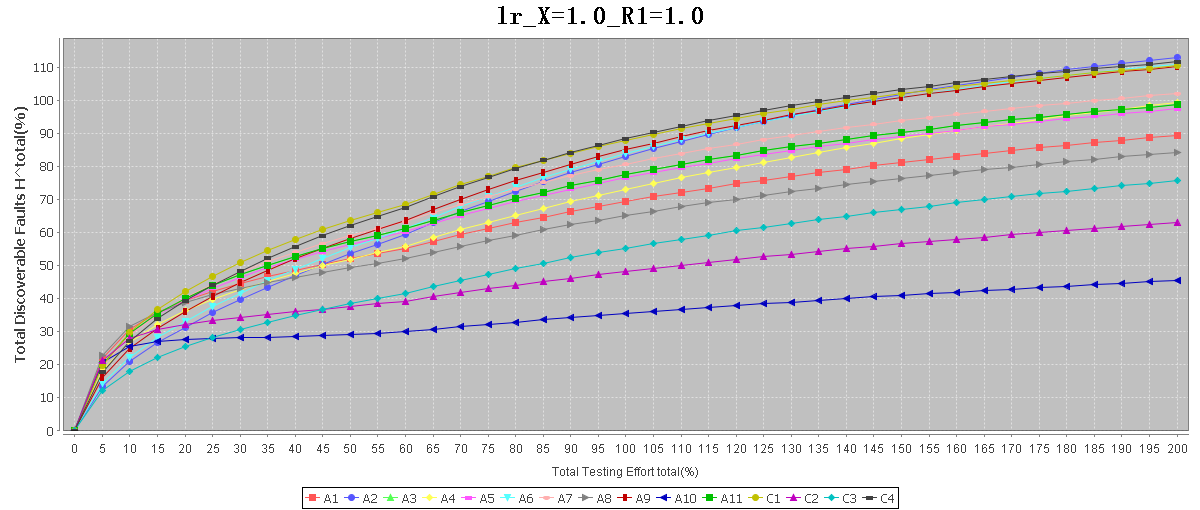 lr_X=1.0_R1=1.0
Total Discoverable Faults H^total(%)
110
100
90
80
70
60
50
40
30
20
10
0
0 5 10 15 20 25 30 35 40 45 50 55 60 65 70 75 80 85 90 95 100 105 110 115 120 125 130 135 140 145 150 155 160 165 170 175 180 185 190 195 200
Total Testing Effort total(%)
A1 A2 A3 A4 A5 A6 A7 A8 A9 A10 A11 C1 C2 C3 C4